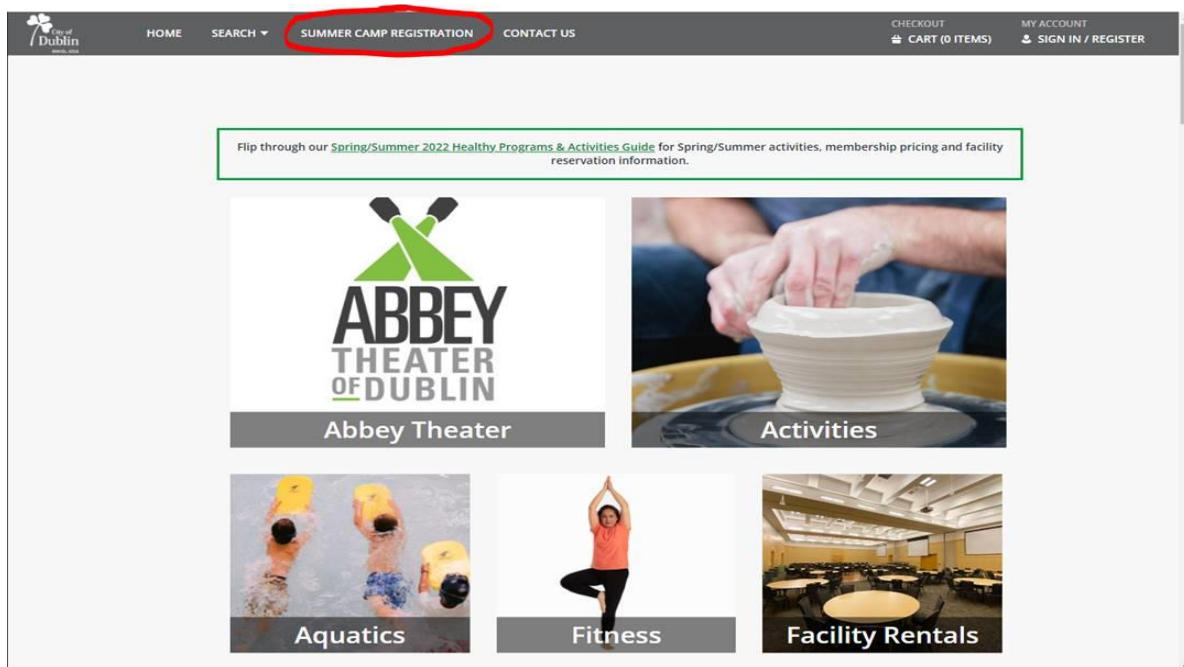 City of
Dublin
HOME SEARCH SUMMER CAMP REGISTRATION CONTACT US
CHECKOUT
CART (0 ITEMS)
MY ACCOUNT
SIGN IN / REGISTER
Flip through our Spring/Summer 2022 Healthy Programs & Activities Guide for Spring/Summer activities, membership pricing and facility
reservation information.
ABBEY
THEATER
OF DUBLIN
Abbey Theater
Activities
Aquatics
Fitness
Facility Rentals